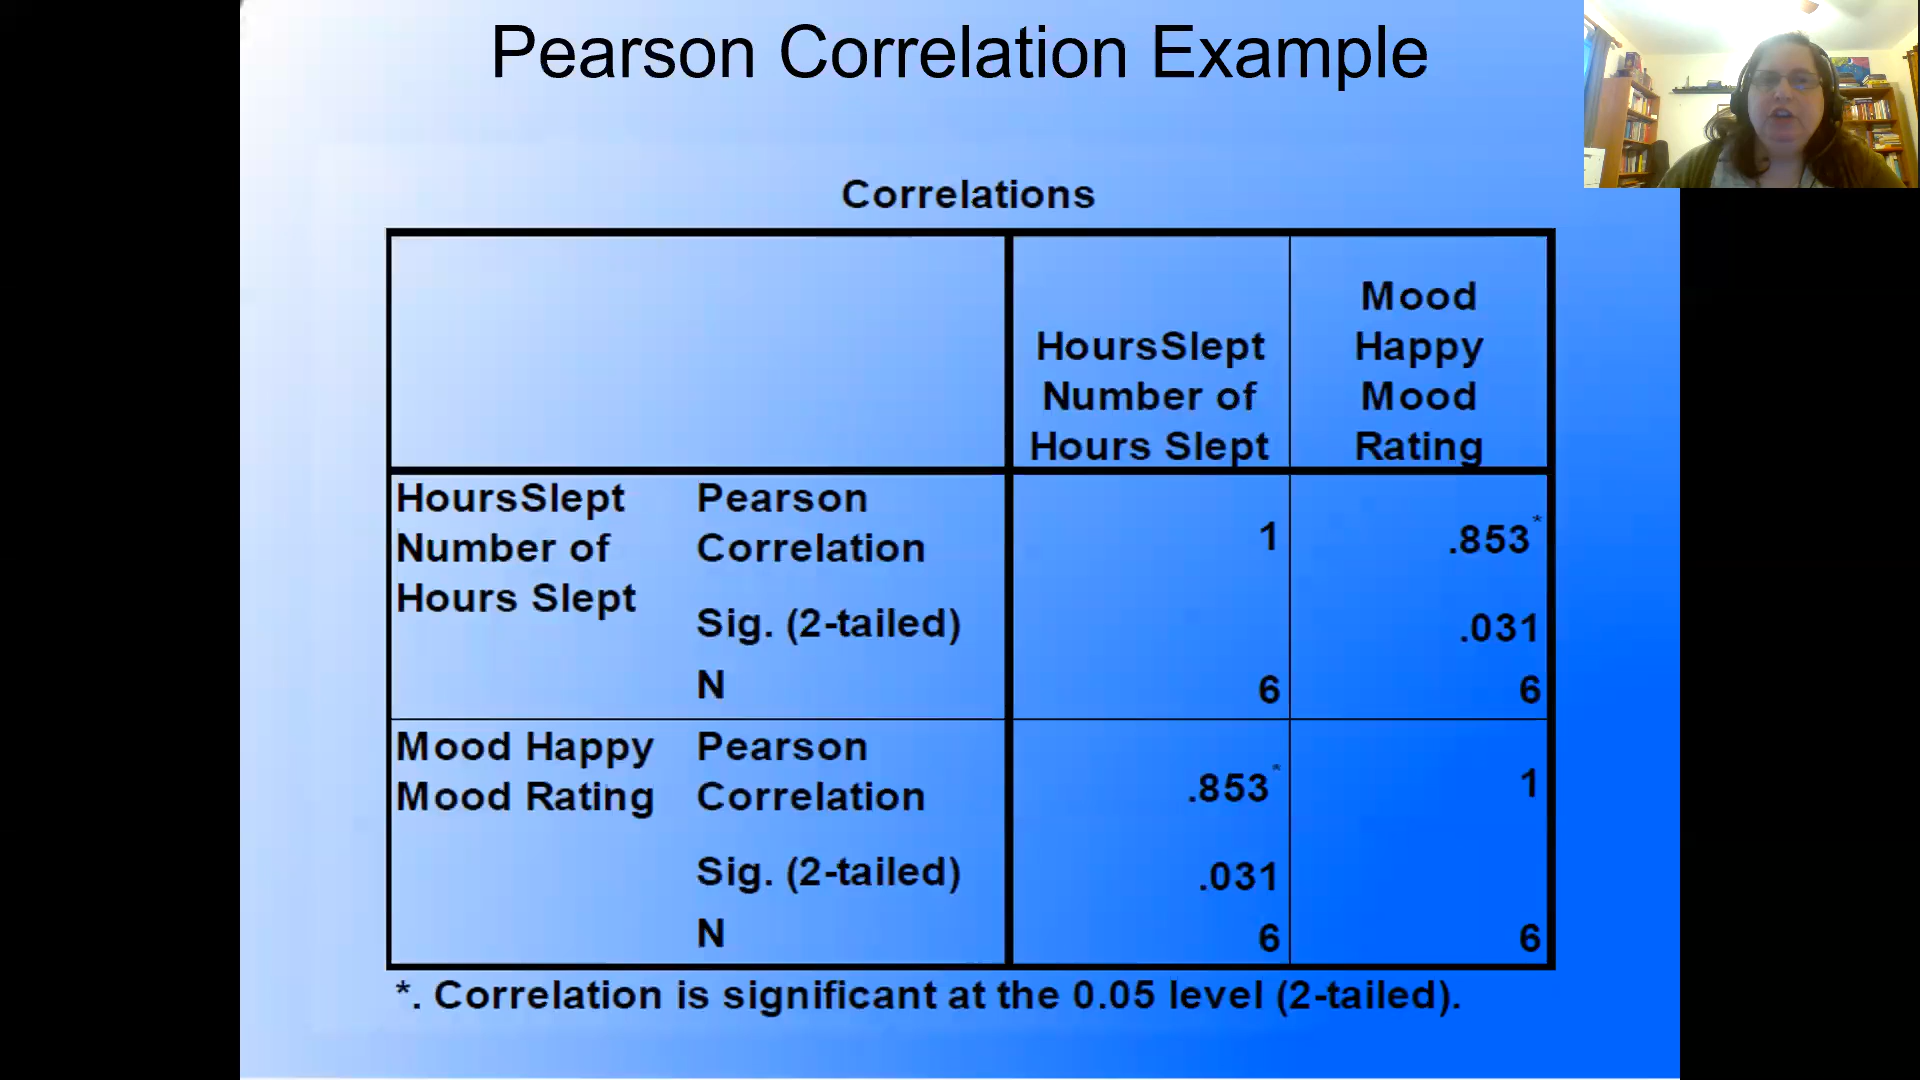 Pearson Correlation Example
Correlations
HoursSlept
Number of
Hours Slept
Mood
Happy
Mood
Rating
HoursSlept
Number of
Hours Slept
Pearson
Correlation
1
.853*
Sig. (2-tailed)
.031
N
6
6
Mood Happy
Mood Rating
Pearson
Correlation
.853*
1
Sig. (2-tailed)
.031
N
6
6
*. Correlation is significant at the 0.05 level (2-tailed).